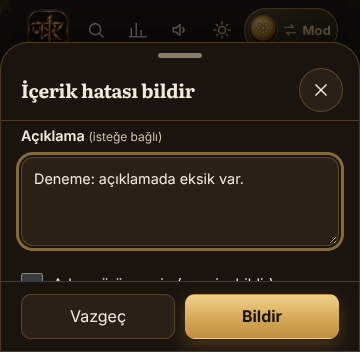 Mod
İçerik hatası bildir
Açıklama (isteğe bağlı)
Deneme: açıklamada eksik var.
Vazgeç
Bildir